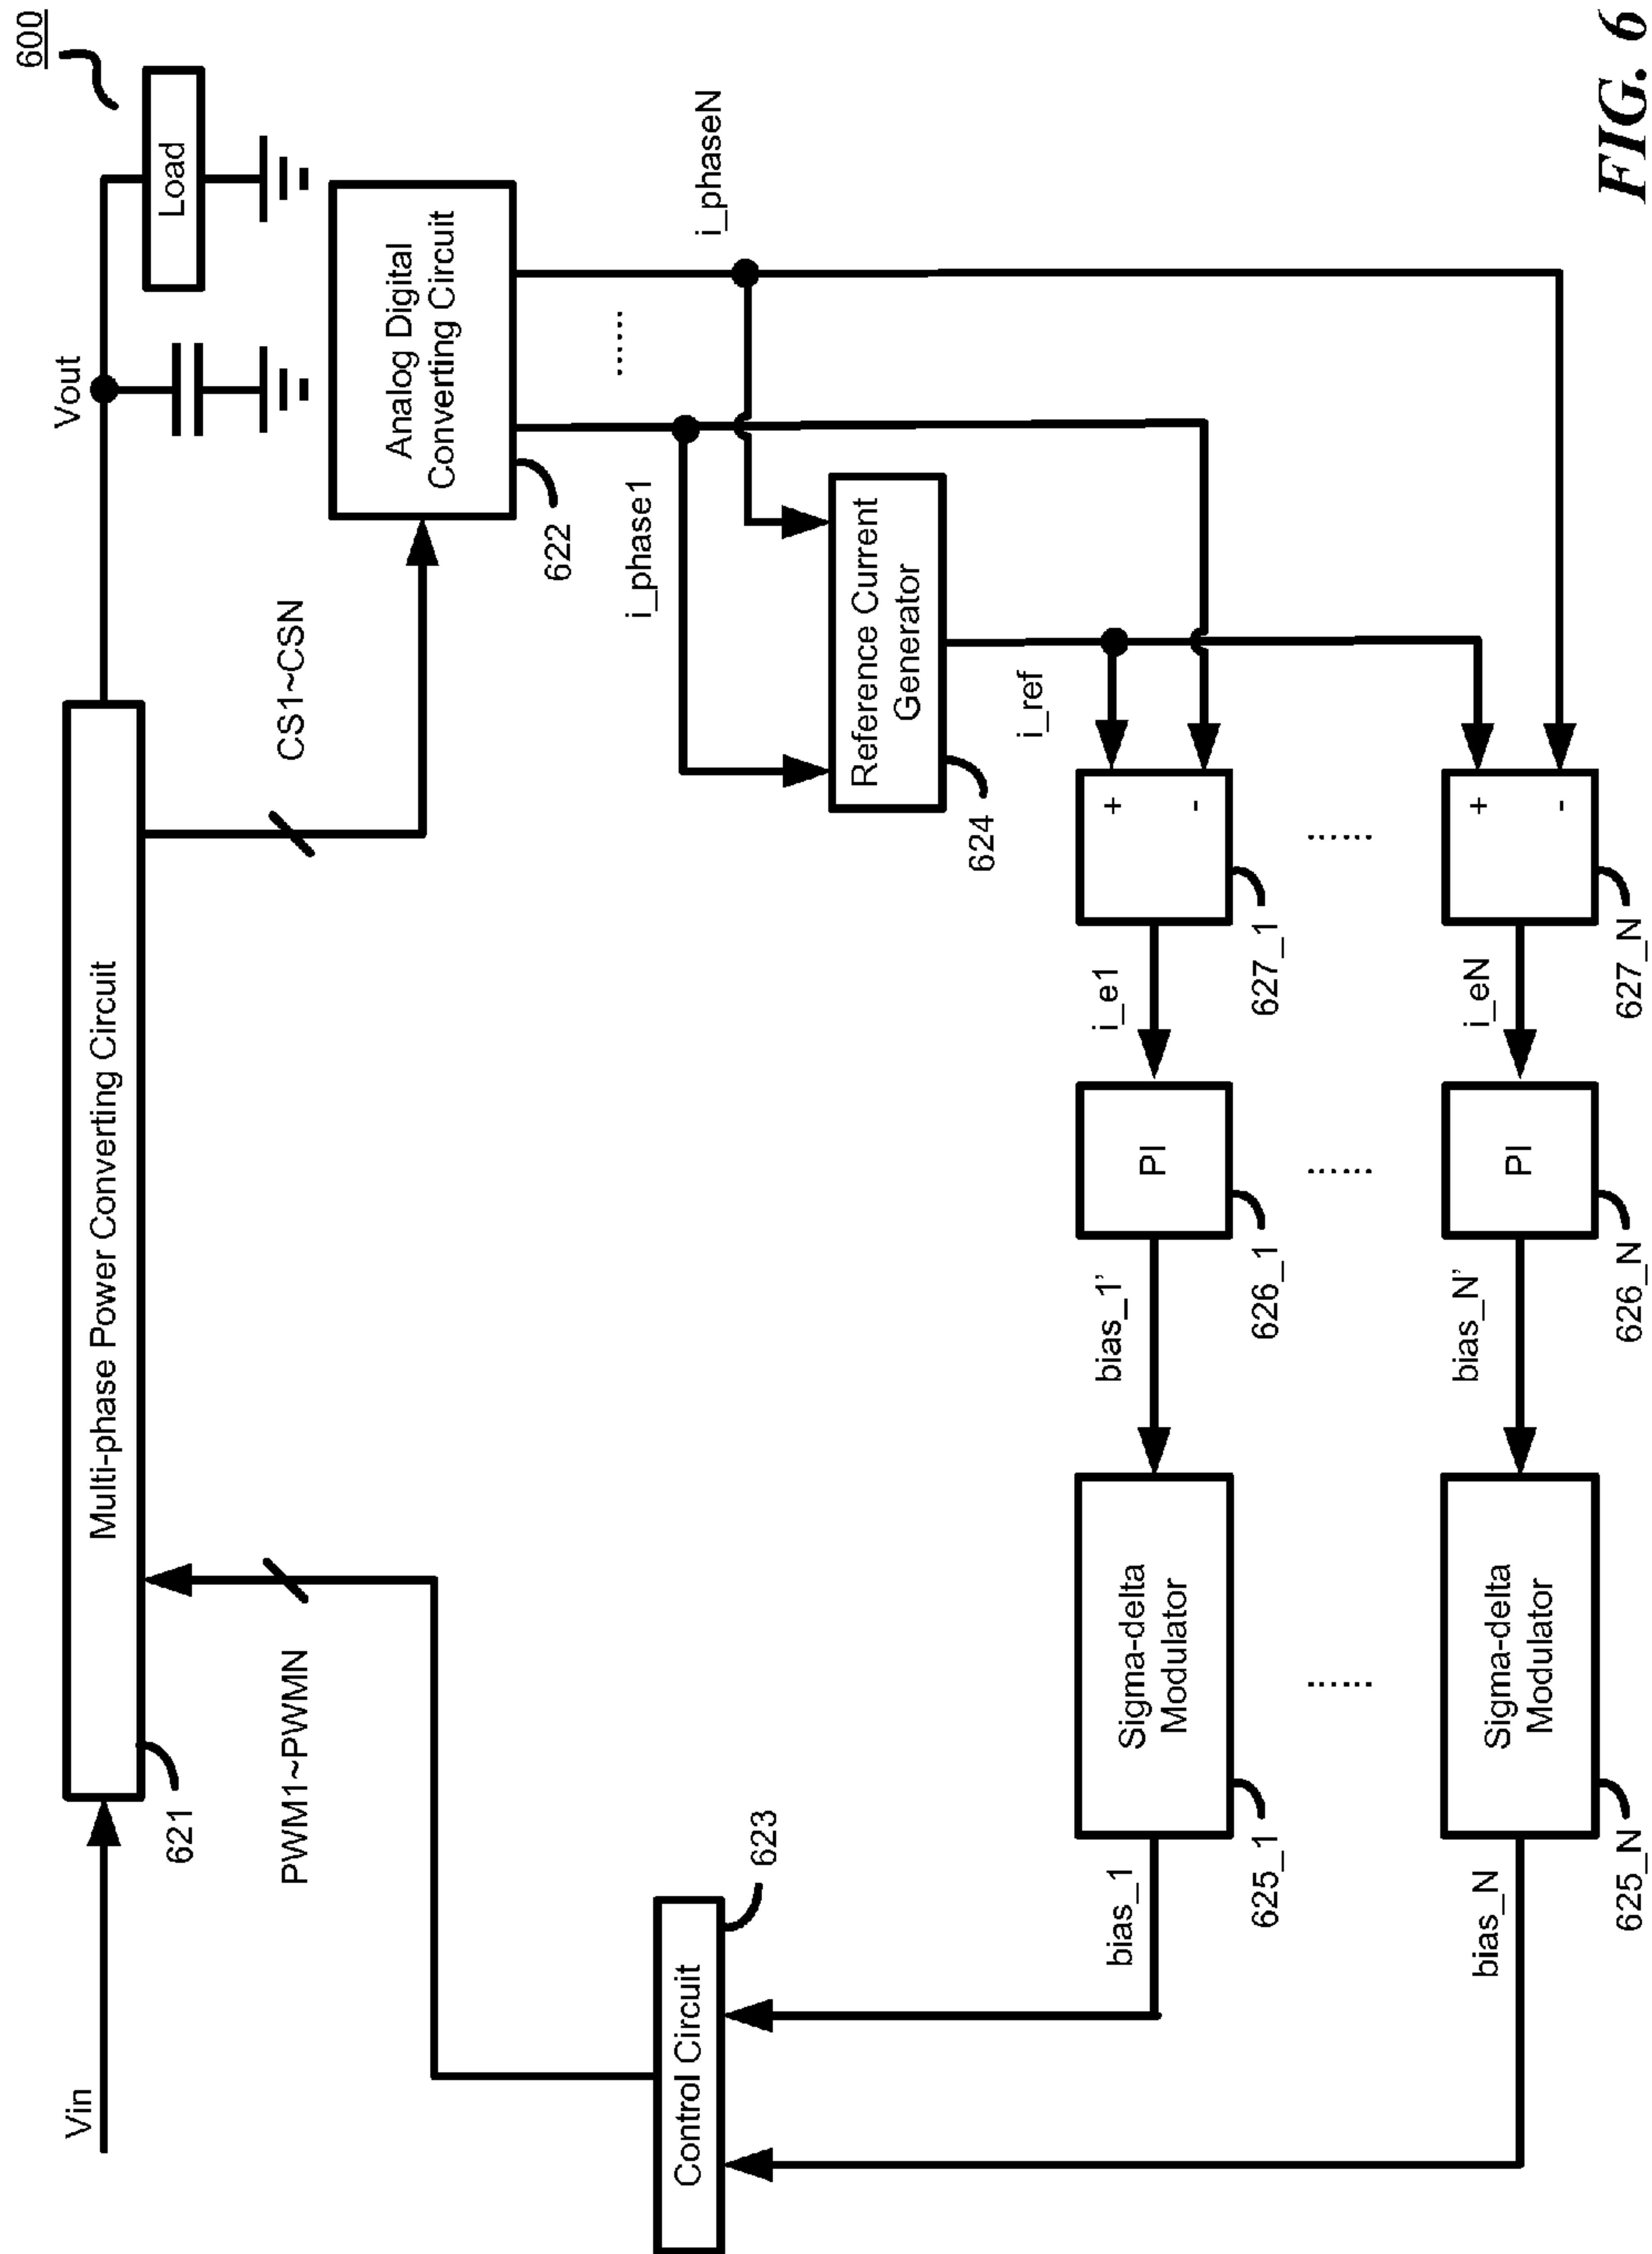 600
Vin
Multi-phase Power Converting Circuit
621
Vout
Load
PWM1~PWMN
CS1~CSN
Analog Digital
Converting Circuit
622
......
i_phase1
i_phaseN
Control Circuit
623
Reference Current
Generator
624
i_ref
bias_1
Sigma-delta
Modulator
625_1
bias_1'
PI
626_1
i_e1
+
-
627_1
......
......
......
bias_N
Sigma-delta
Modulator
625_N
bias_N'
PI
626_N
i_eN
+
-
627_N
FIG. 6